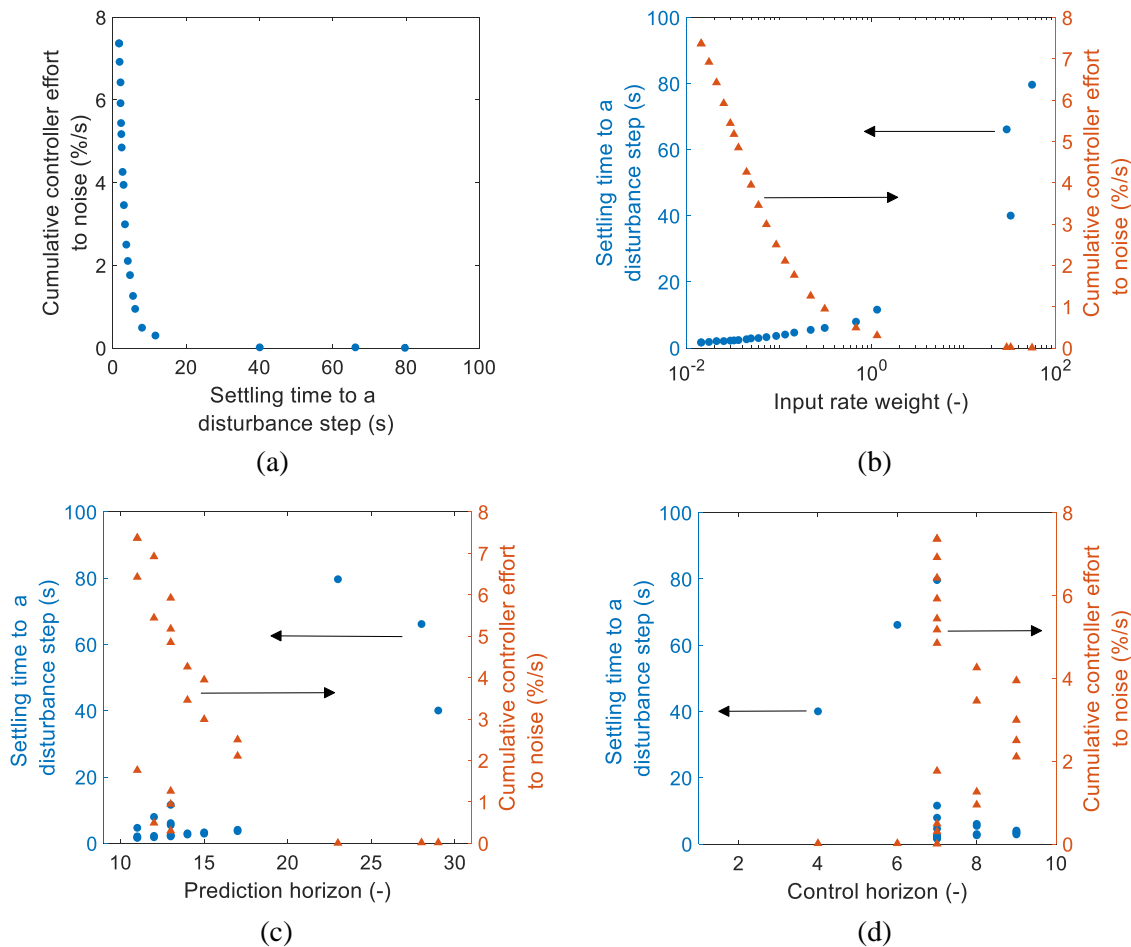 8
6
4
2
0
0
20
40
60
80
100
Cumulative controller effort
to noise (%/s)
Settling time to a
disturbance step (s)
(a)
100
80
60
40
20
0
8
7
6
5
4
3
2
1
0
10^-2
10^0
10^2
Settling time to a
disturbance step (s)
Cumulative controller effort
to noise (%/s)
Input rate weight (-)
(b)
100
80
60
40
20
0
8
7
6
5
4
3
2
1
0
10
15
20
25
30
Settling time to a
disturbance step (s)
Cumulative controller effort
to noise (%/s)
Prediction horizon (-)
(c)
100
80
60
40
20
0
8
6
4
2
0
2
4
6
8
10
Settling time to a
disturbance step (s)
Cumulative controller effort
to noise (%/s)
Control horizon (-)
(d)